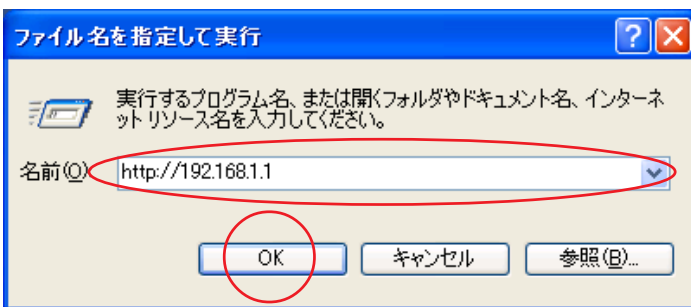 ファイル名を指定して実行
実行するプログラム名、または開くフォルダやドキュメント名、インターネ
ット リソース名を入力してください。
名前(O) http://192.168.1.1
OK キャンセル 参照(B)...